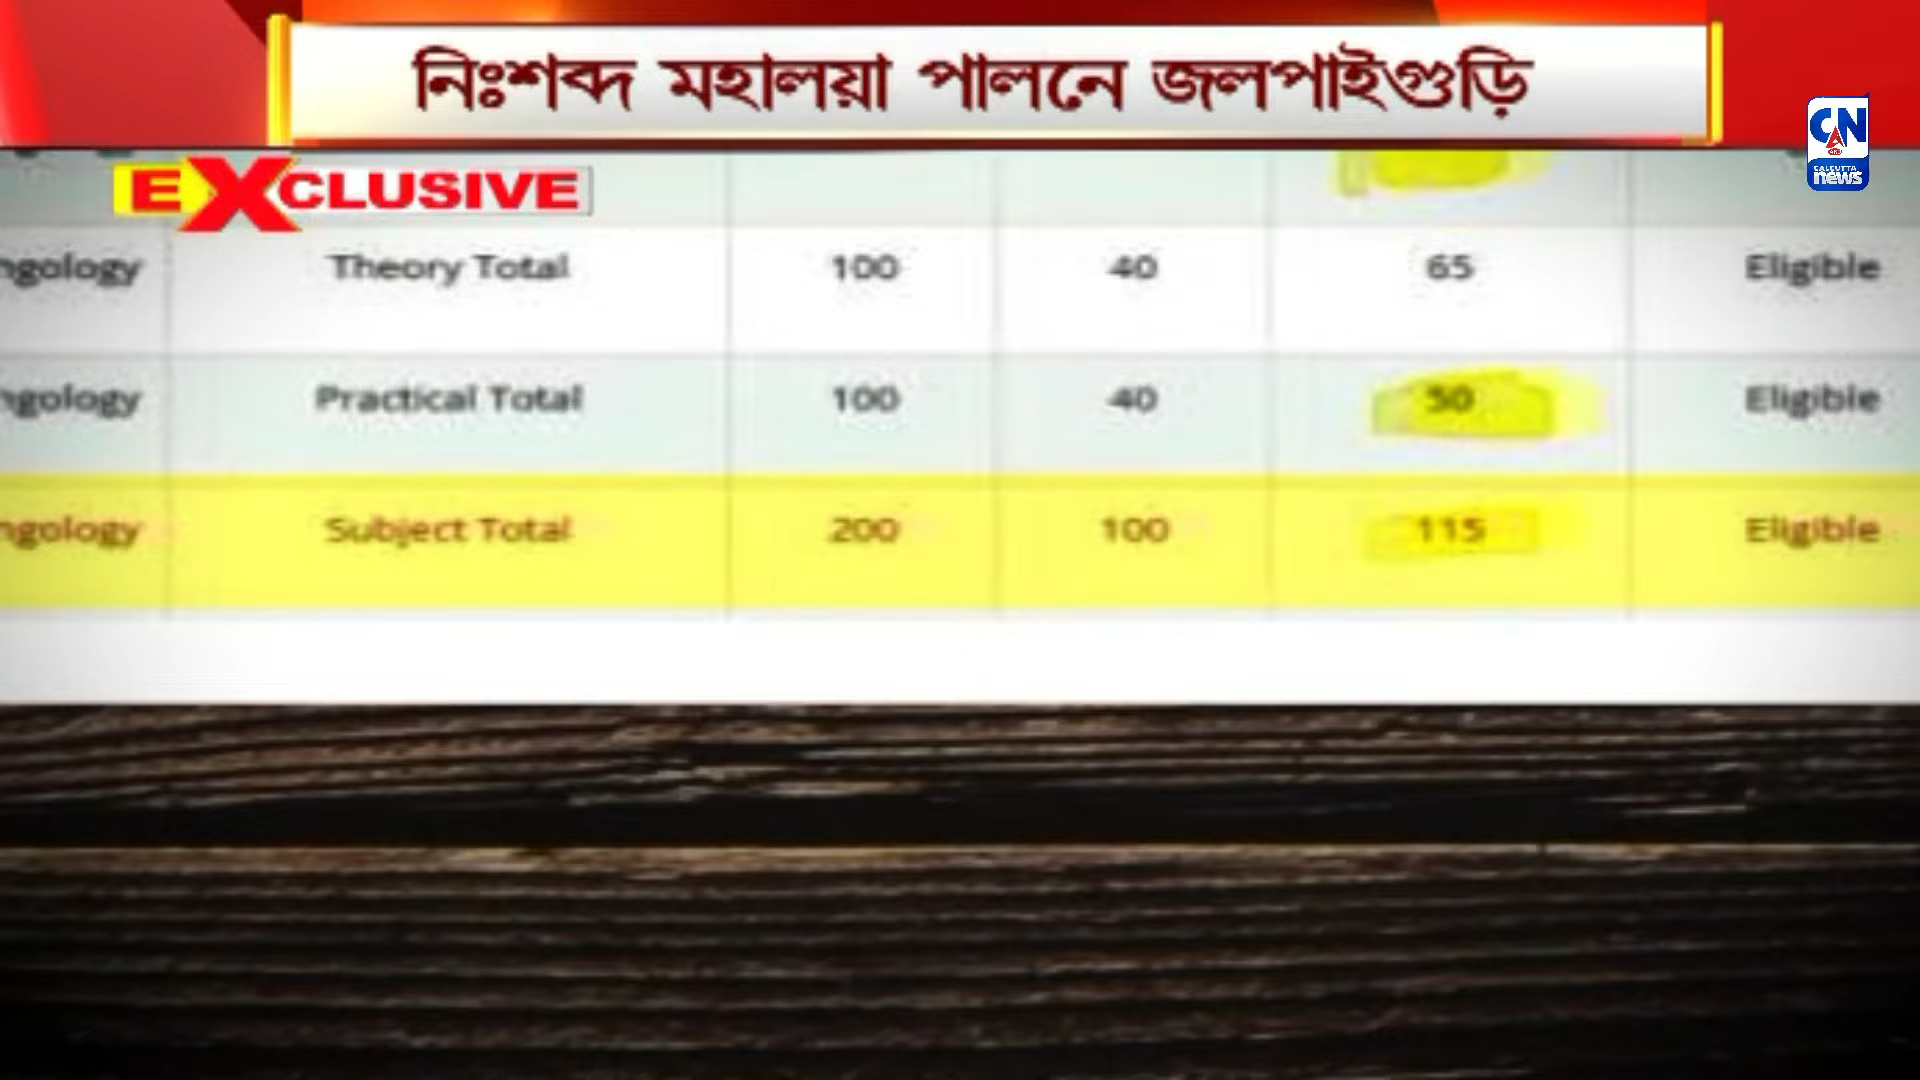 নিঃশব্দ মহালয়া পালনে জলপাইগুড়ি
CN
CALCUTTA
news
EXCLUSIVE
ngology Theory Total 100 40 65 Eligible
ngology Practical Total 100 40 50 Eligible
ngology Subject Total 200 100 115 Eligible